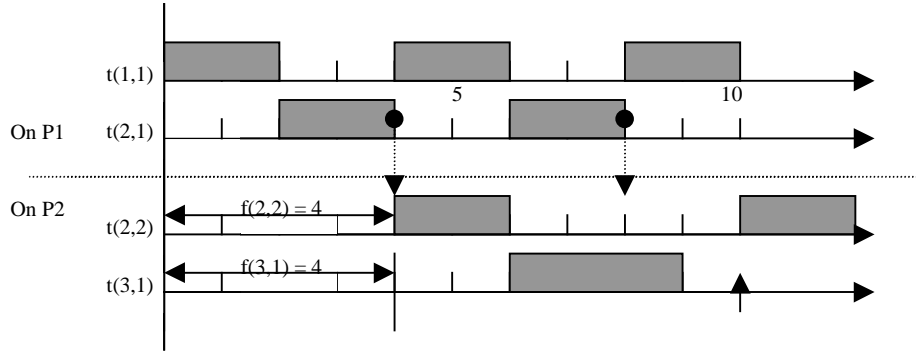 t(1,1)
5
10
On P1
t(2,1)
On P2
f(2,2) = 4
t(2,2)
f(3,1) = 4
t(3,1)